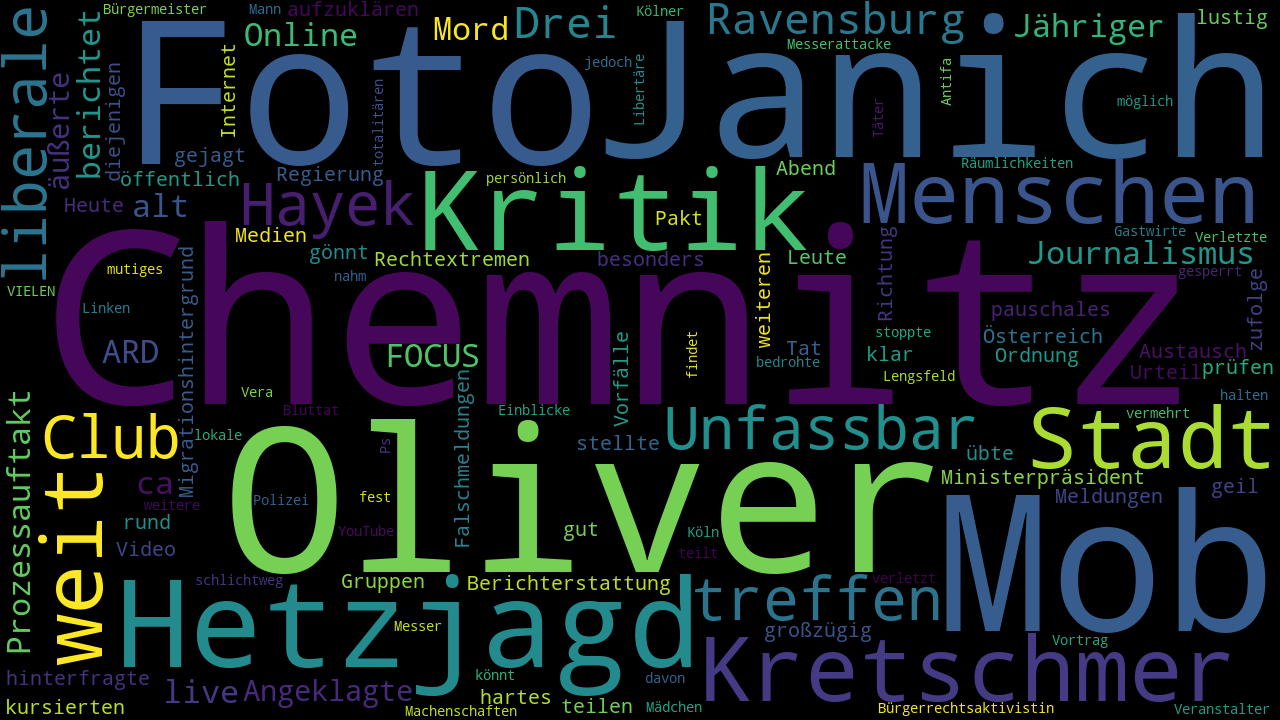 Bürgermeister
Mann
aufzuklären
Kölner
Ravensburg
lustig
liberale
berichtet
Foto
Online
Mord
Drei
Janich
Jähriger
Messerattacke
äußerte
diejenigen
Internet
totalitären
jedoch
Libertäre
Täter
Antifa
möglich
gejagt
öffentlich
Regierung
Kritik
persönlich
Abend
Menschen
Räumlichkeiten
Heute
alt
Hayek
Pakt
Gastwirte
Verletzte
Medien
gönnt
Rechtextremen
besonders
Leute
Richtung
Journalismus
mutiges
nahm
weiteren
gesperrt
zufolge
VIELEN
Linken
Migrationshintergrund
Chemnitz
pauschales
ARD
FOCUS
Vorfälle
findet
Tat
bedrohte
stoppte
klar
Österreich
Ordnung
Austausch
Urteil
prüfen
Lengsfeld
Vera
Bluttat
Falschmeldungen
Einblicke
halten
vermehrt
Prozessauftakt
Club
lokale
Ps
Oliver
stellte
Unfassbar
übte
Stadt
weit
ca
weitere
Polizei
fest
Ministerpräsident
Meldungen
geil
rund
Video
YouTube
gut
Köln
teilt
Mob
schlichtweg
Gruppen
Berichterstattung
treffen
verletzt
Hetzjagd
Messer
großzügig
Kretschmer
Vortrag
hinterfragte
live
Angeklagte
könnt
hartes
davon
kursierten
Machenschaften
teilen
Mädchen
Bürgerrechtsaktivistin
Veranstalter